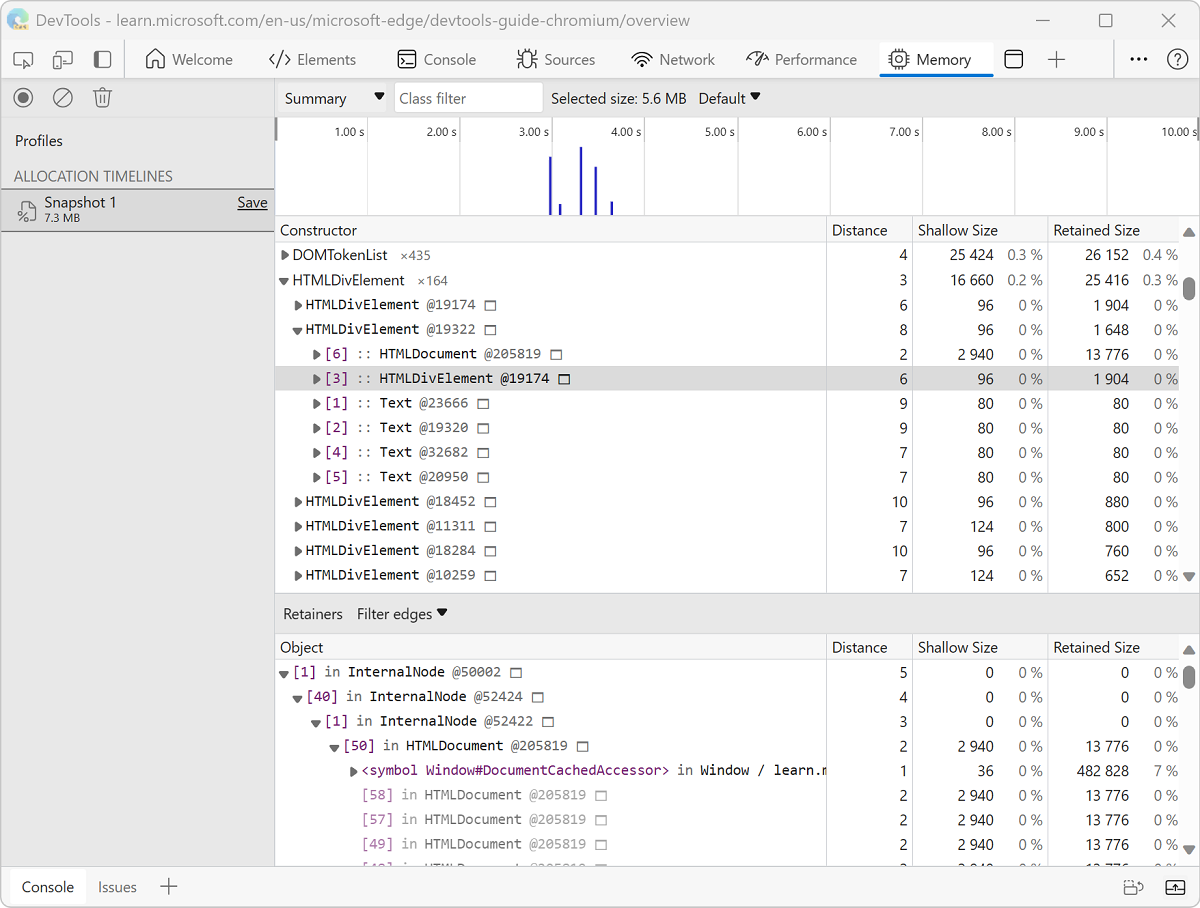 DevTools - learn.microsoft.com/en-us/microsoft-edge/devtools-guide-chromium/overview
Welcome Elements Console Sources Network Performance Memory
Summary Class filter Selected size: 5.6 MB Default
Profiles
ALLOCATION TIMELINES
Snapshot 1 Save
7.3 MB
1.00 s 2.00 s 3.00 s 4.00 s 5.00 s 6.00 s 7.00 s 8.00 s 9.00 s 10.00 s
Constructor Distance Shallow Size Retained Size
DOMTokenList ×435 4 25 424 0.3 % 26 152 0.4 %
HTMLDivElement ×164 3 16 660 0.2 % 25 416 0.3 %
HTMLDivElement @19174 6 96 0 % 1 904 0 %
HTMLDivElement @19322 8 96 0 % 1 648 0 %
[6] :: HTMLDocument @205819 2 2 940 0 % 13 776 0 %
[3] :: HTMLDivElement @19174 6 96 0 % 1 904 0 %
[1] :: Text @23666 9 80 0 % 80 0 %
[2] :: Text @19320 9 80 0 % 80 0 %
[4] :: Text @32682 7 80 0 % 80 0 %
[5] :: Text @20950 7 80 0 % 80 0 %
HTMLDivElement @18452 10 96 0 % 880 0 %
HTMLDivElement @11311 7 124 0 % 800 0 %
HTMLDivElement @18284 10 96 0 % 760 0 %
HTMLDivElement @10259 7 124 0 % 652 0 %
Retainers Filter edges
Object Distance Shallow Size Retained Size
[1] in InternalNode @50002 5 0 0 % 0 0 %
[40] in InternalNode @52424 4 0 0 % 0 0 %
[1] in InternalNode @52422 3 0 0 % 0 0 %
[50] in HTMLDocument @205819 2 2 940 0 % 13 776 0 %
<symbol Window#DocumentCachedAccessor> in Window / learn.m 1 36 0 % 482 828 7 %
[58] in HTMLDocument @205819 2 2 940 0 % 13 776 0 %
[57] in HTMLDocument @205819 2 2 940 0 % 13 776 0 %
[49] in HTMLDocument @205819 2 2 940 0 % 13 776 0 %
Console Issues